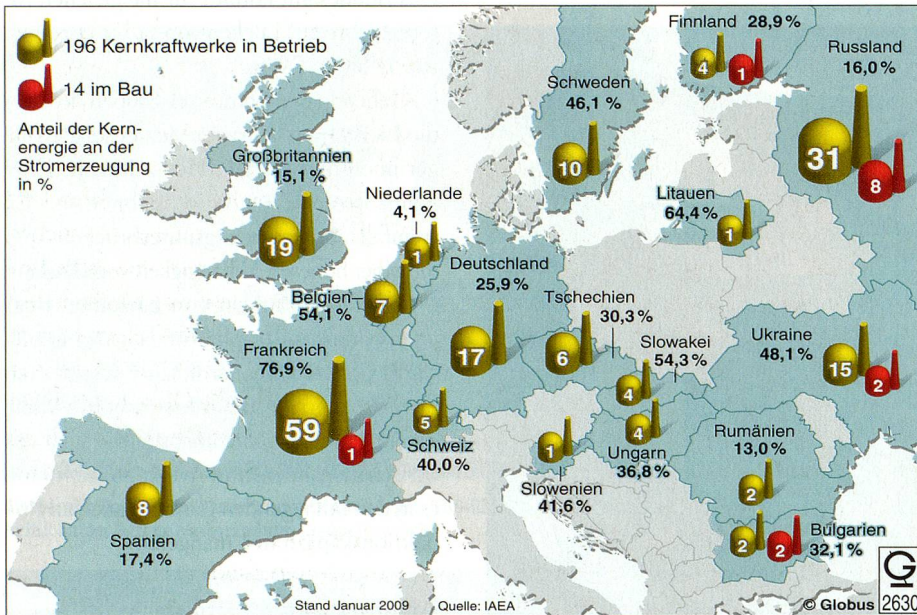 196 Kernkraftwerke in Betrieb
14 im Bau
Anteil der Kern-
energie an der
Stromerzeugung
in %
Finnland 28,9 %
4
1
Russland
16,0 %
31
8
Schweden
46,1 %
10
Großbritannien
15,1 %
19
Niederlande
4,1 %
1
Litauen
64,4 %
1
Belgien
54,1 %
7
Deutschland
25,9 %
17
Tschechien
30,3 %
6
Slowakei
54,3 %
4
Ukraine
48,1 %
15
2
Frankreich
76,9 %
59
1
5
Schweiz
40,0 %
1
Slowenien
41,6 %
4
Ungarn
36,8 %
Rumänien
13,0 %
2
8
Spanien
17,4 %
2
2
Bulgarien
32,1 %
Stand Januar 2009 Quelle: IAEA
© Globus
G
2630